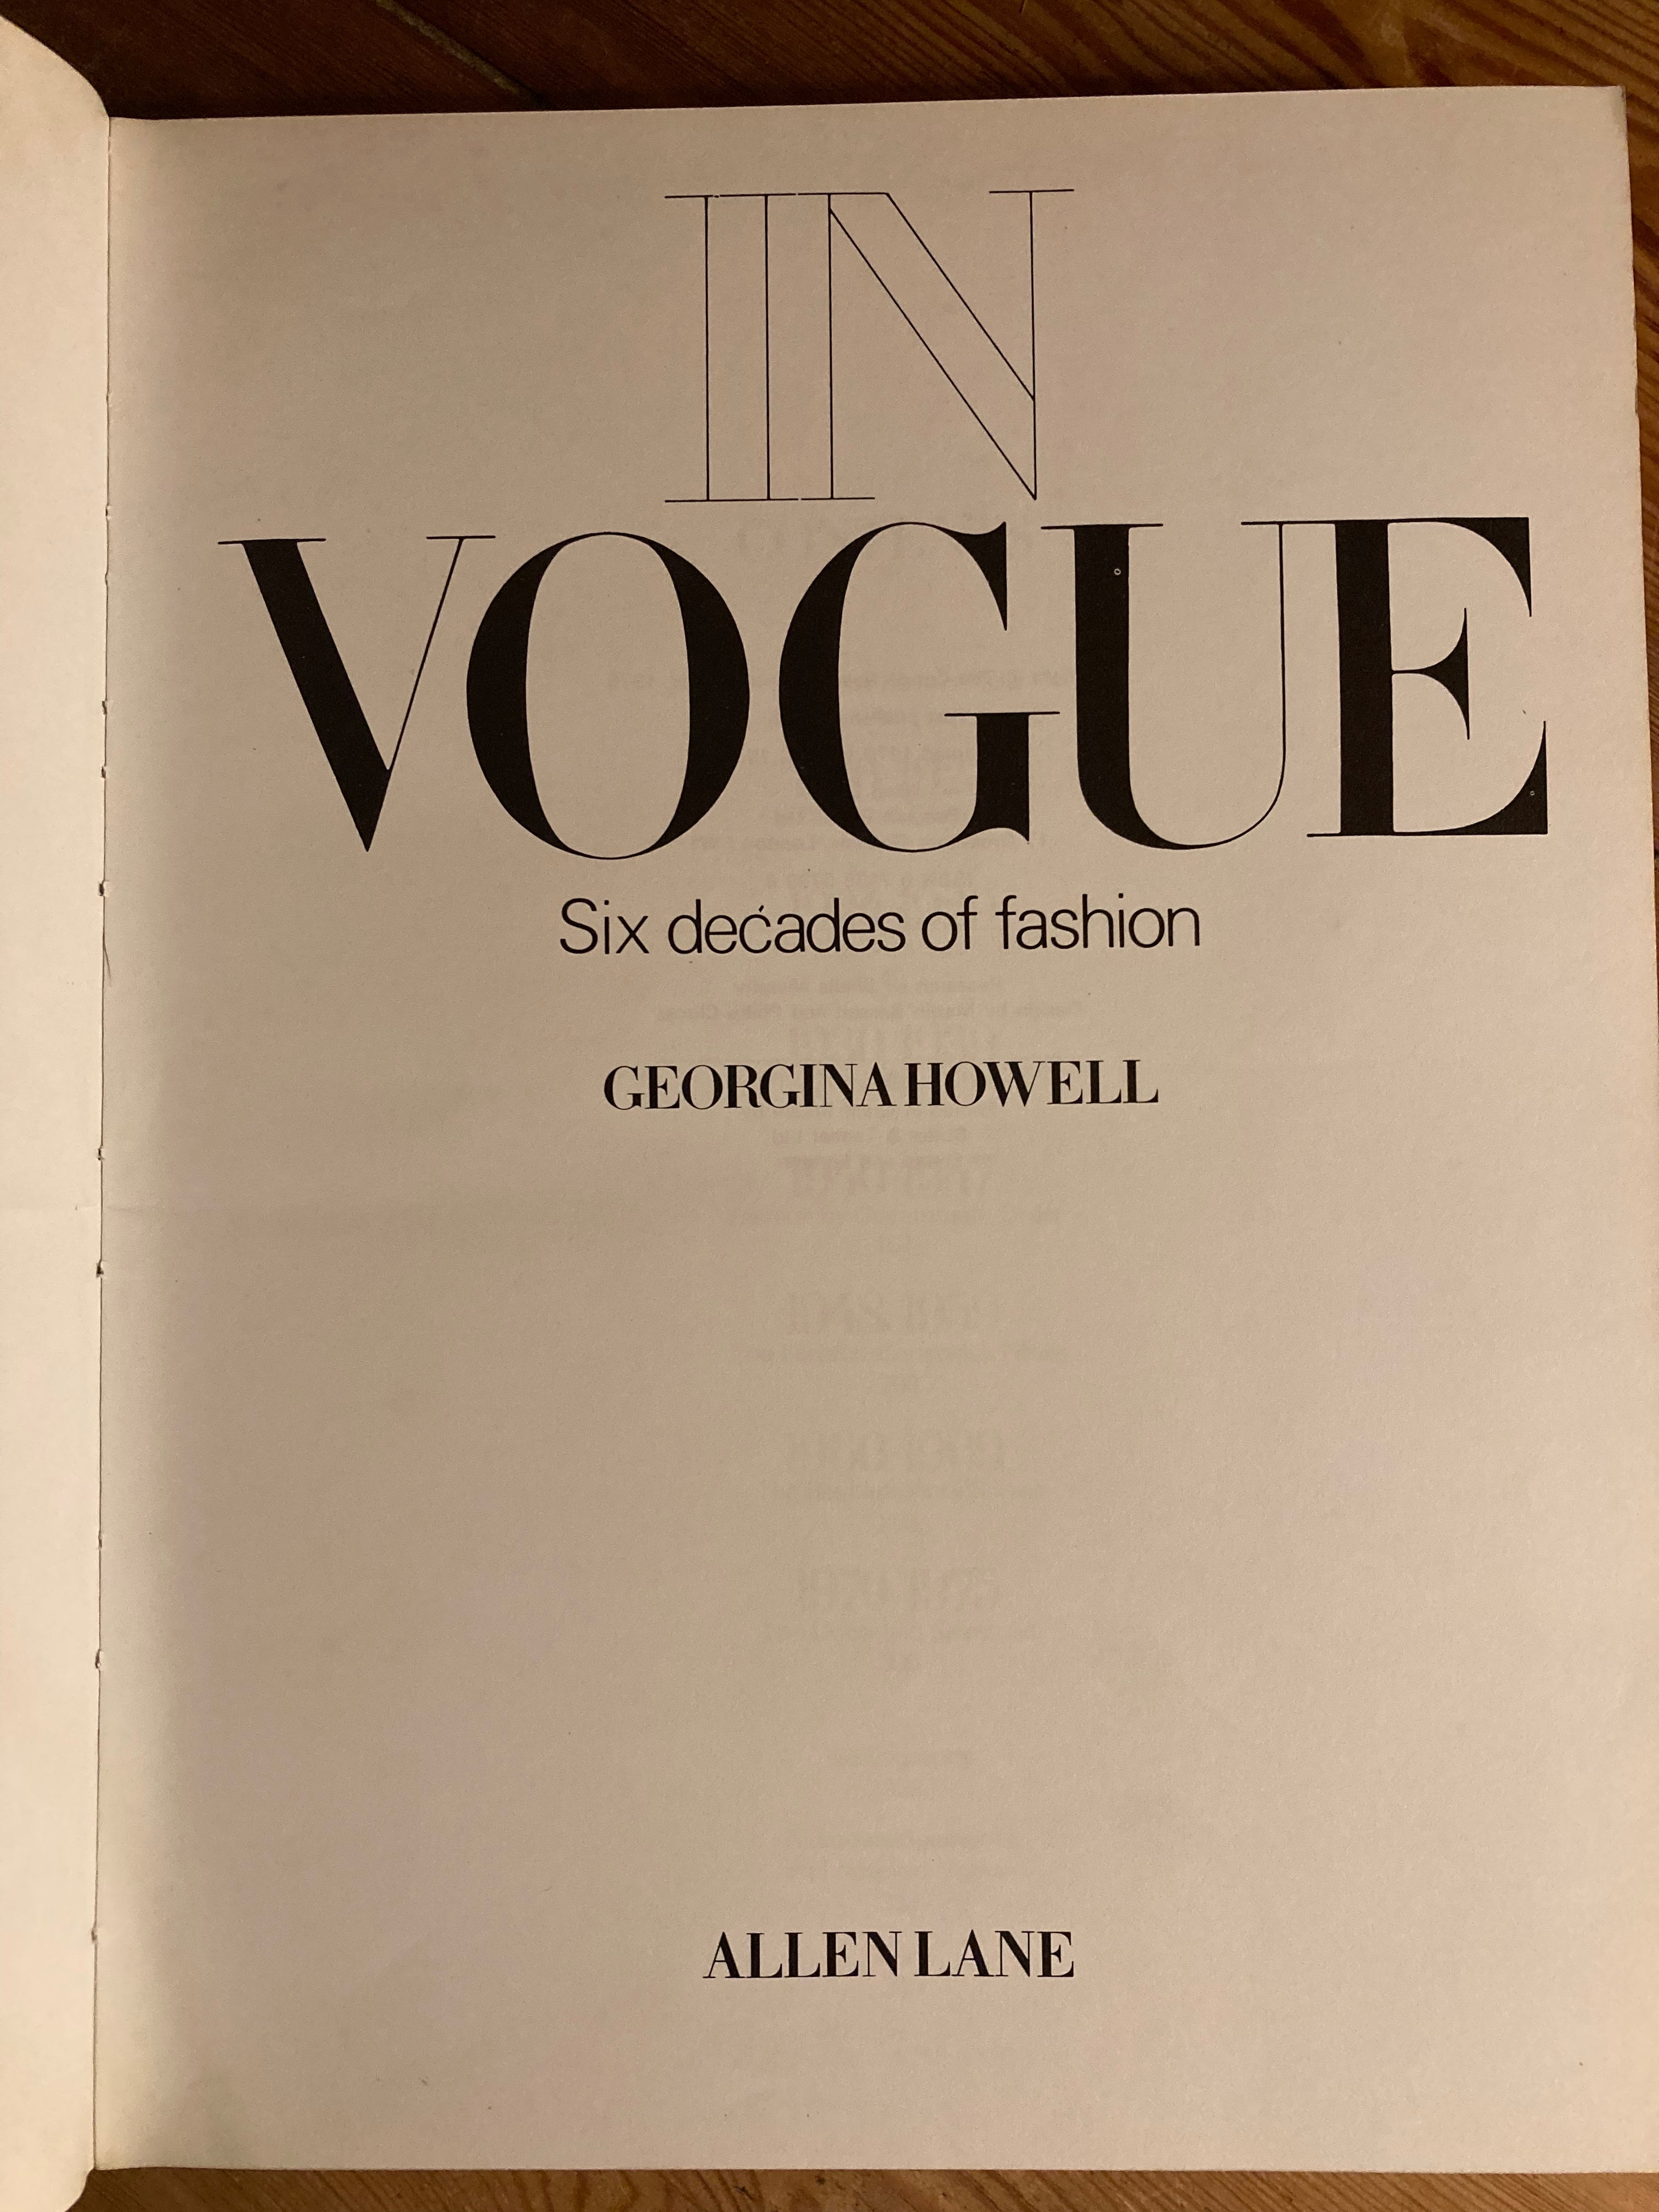 IN
VOGUE
Six decades of fashion
GEORGINA HOWELL
ALLEN LANE